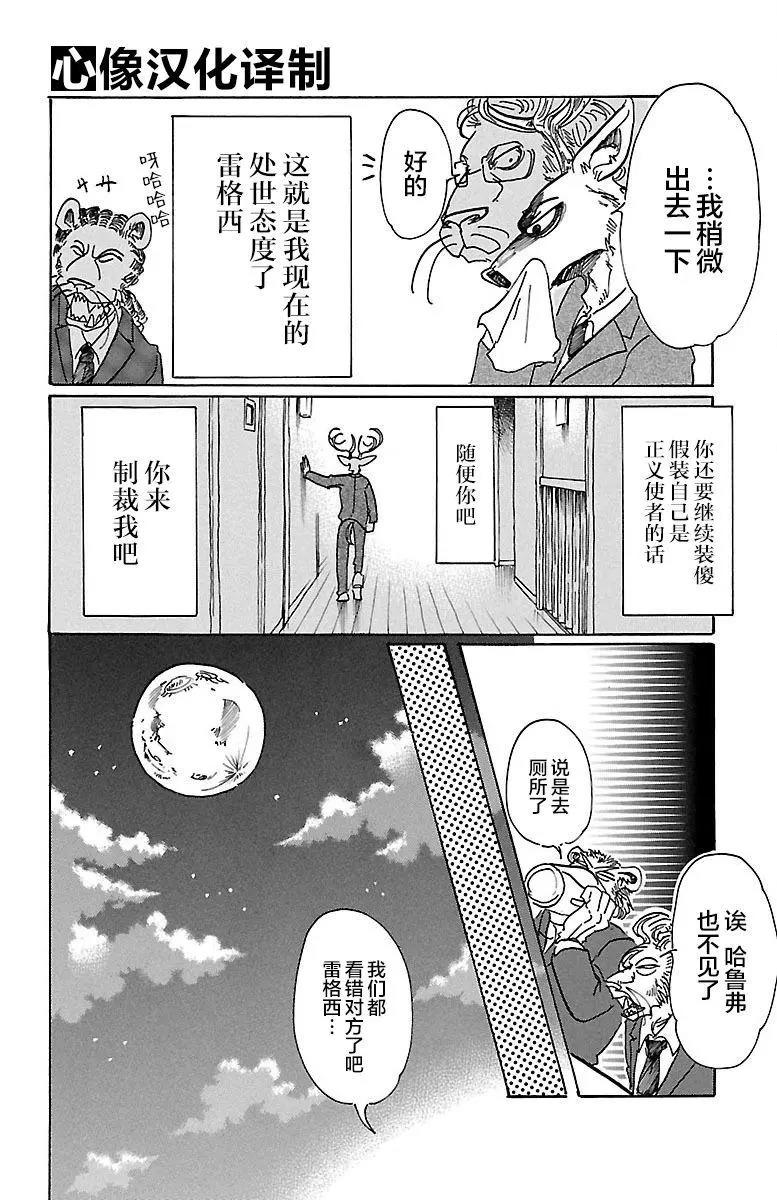 心像汉化译制
…我稍微
出去一下
好的
这就是我现在的
处世态度了
雷格西
呀哈哈哈
你还要继续装傻
假装自己是
正义使者的话
随便你吧
你来
制裁我吧
说是去
厕所了
诶 哈鲁弗
也不见了
我们都
看错对方了吧
雷格西…